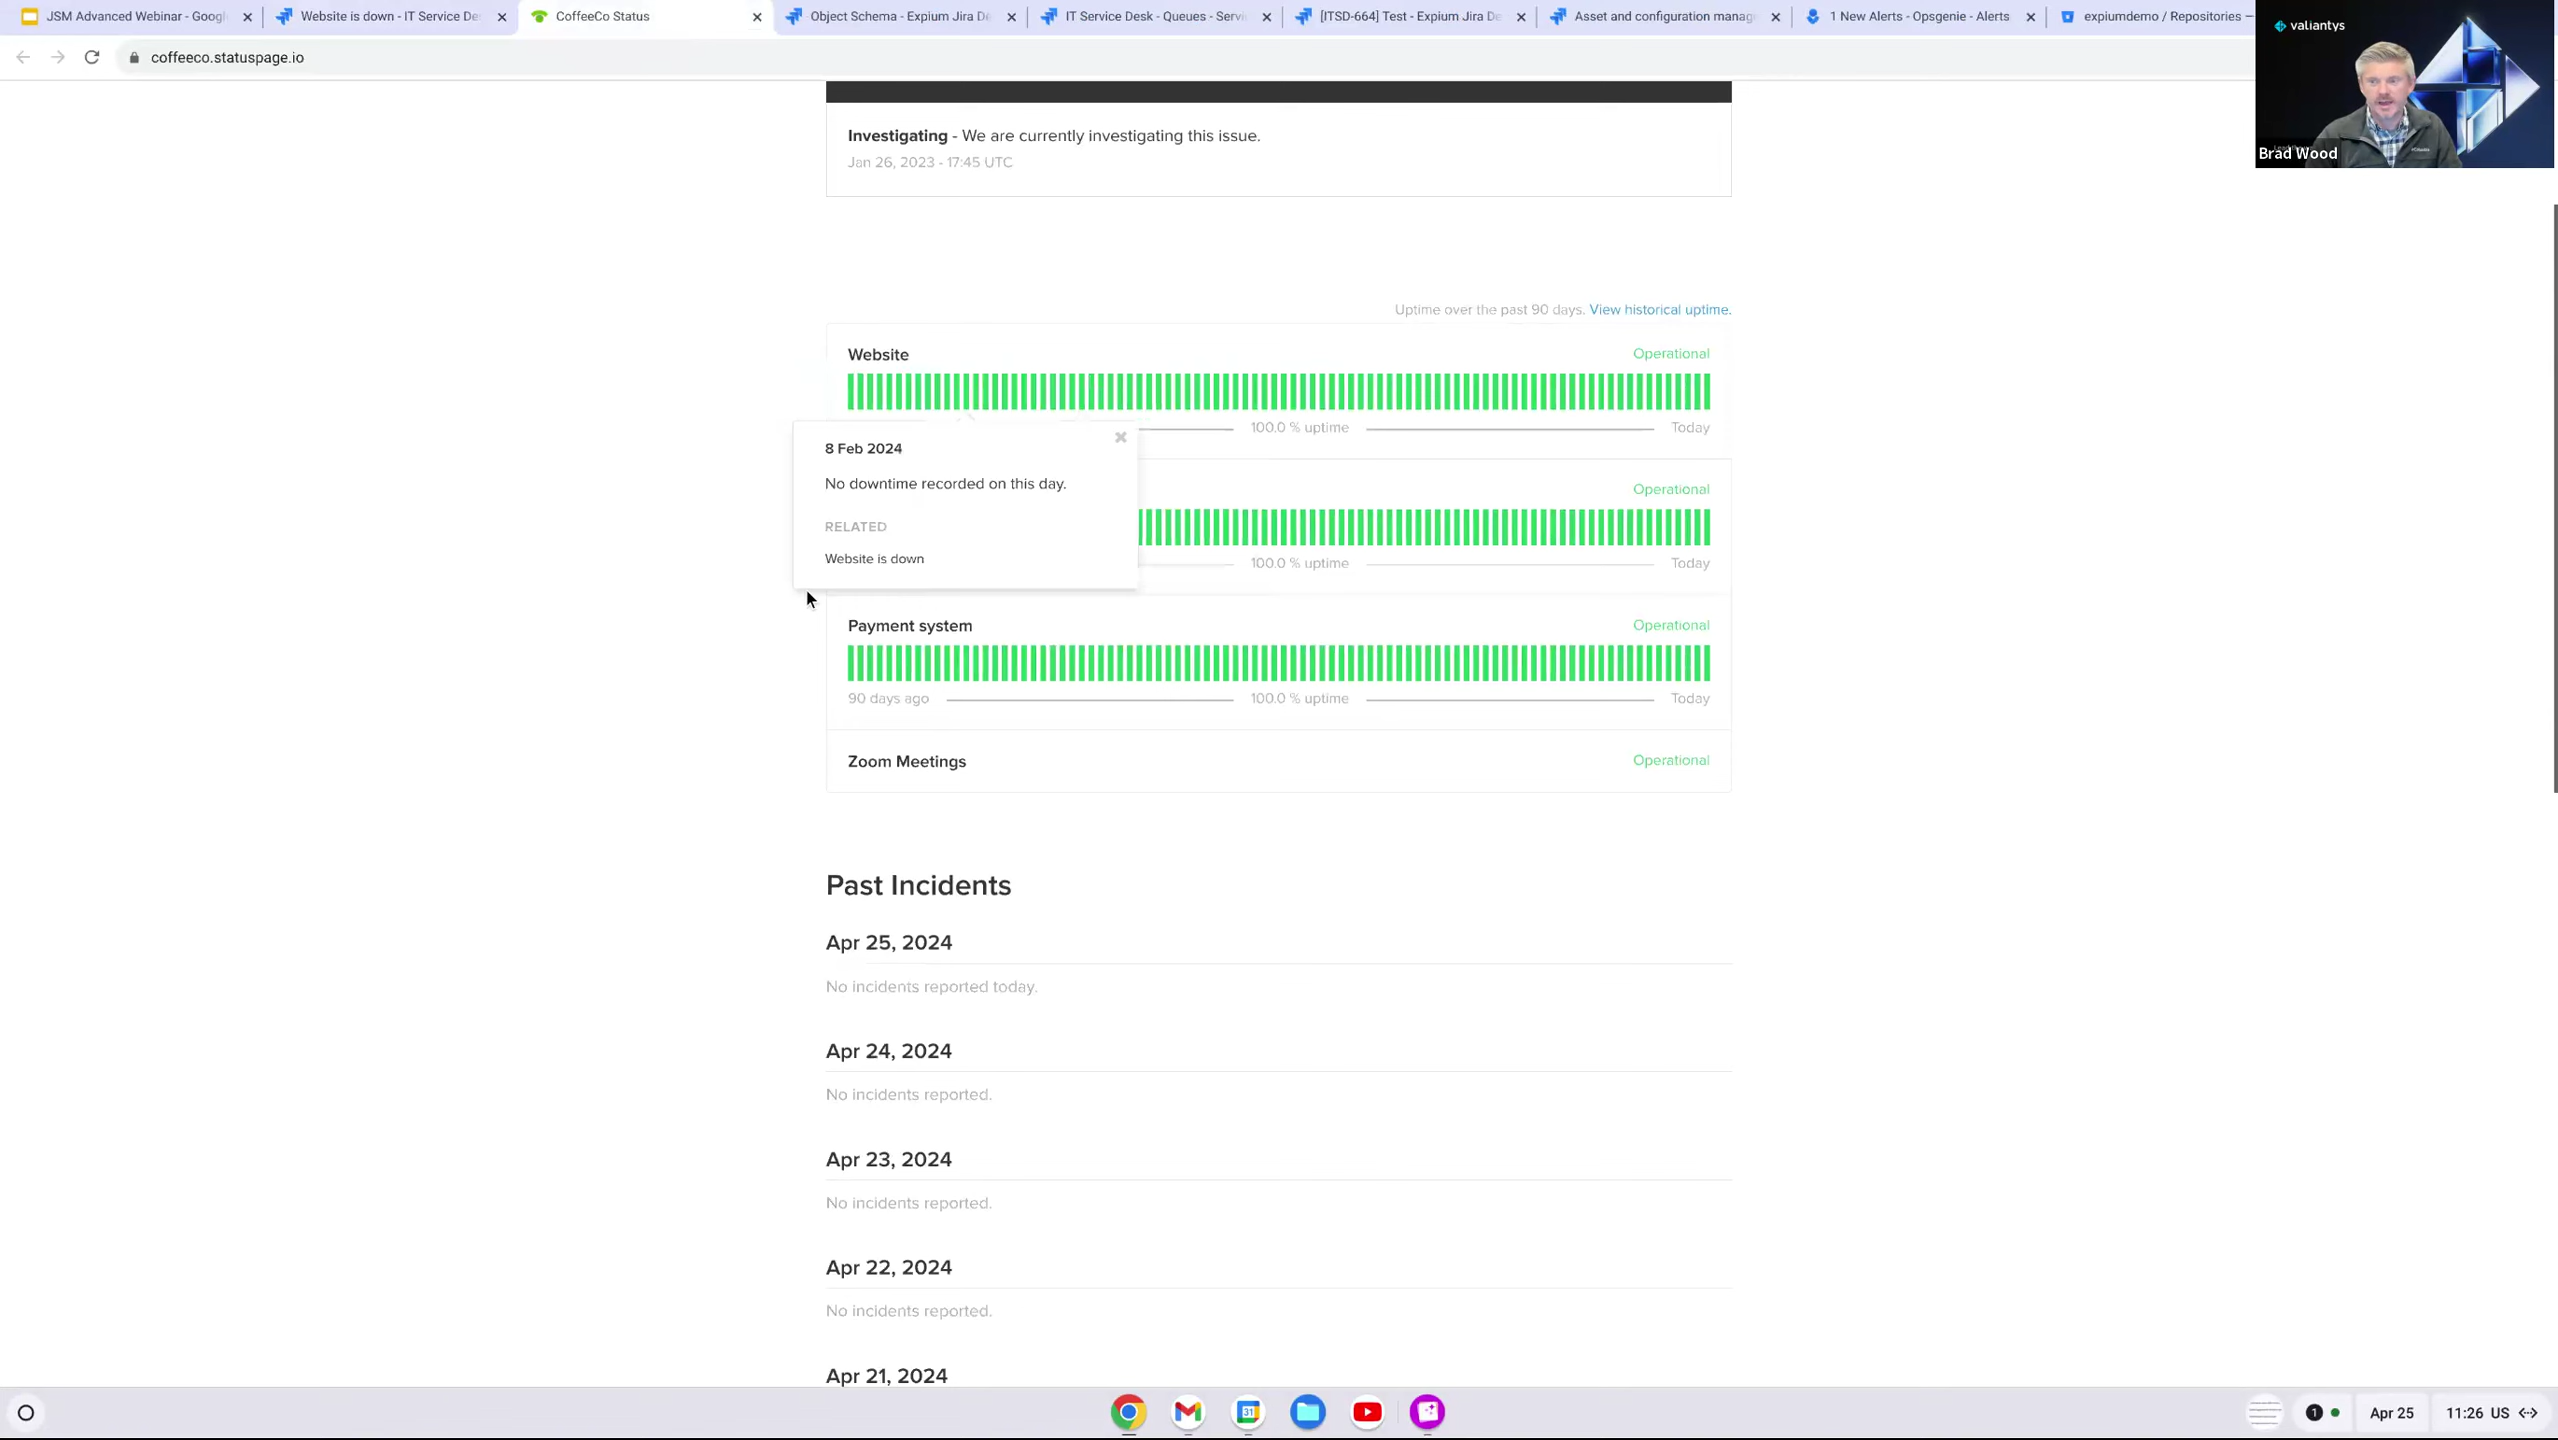 JSM Advanced Webinar - Googl
Website is down - IT Service De
CoffeeCo Status
Object Schema - Expium Jira De
IT Service Desk - Queues - Servi
[ITSD-664] Test - Expium Jira De
Asset and configuration manag
1 New Alerts - Opsgenie - Alerts
expiumdemo / Repositories —
coffeeco.statuspage.io
valiantys
Brad Wood
Investigating - We are currently investigating this issue.
Jan 26, 2023 - 17:45 UTC
Uptime over the past 90 days. View historical uptime.
Website
Operational
100.0 % uptime
Today
8 Feb 2024
No downtime recorded on this day.
RELATED
Website is down
Operational
100.0 % uptime
Today
Payment system
Operational
90 days ago
100.0 % uptime
Today
Zoom Meetings
Operational
Past Incidents
Apr 25, 2024
No incidents reported today.
Apr 24, 2024
No incidents reported.
Apr 23, 2024
No incidents reported.
Apr 22, 2024
No incidents reported.
Apr 21, 2024
31
1
Apr 25
11:26 US